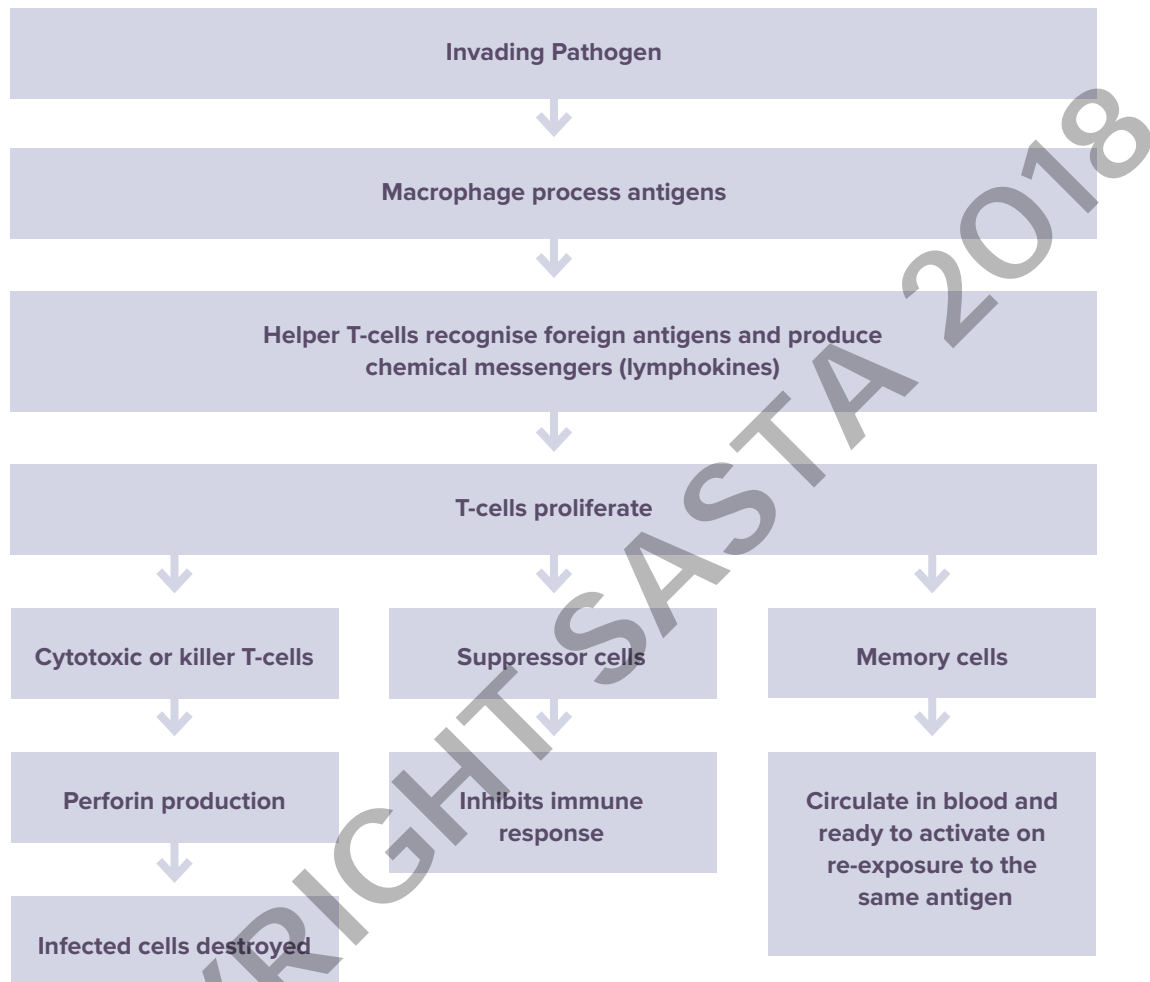 Invading Pathogen
Macrophage process antigens
Helper T-cells recognise foreign antigens and produce
chemical messengers (lymphokines)
T-cells proliferate
Cytotoxic or killer T-cells
Suppressor cells
Memory cells
Perforin production
Inhibits immune
response
Circulate in blood and
ready to activate on
re-exposure to the
same antigen
Infected cells destroyed
YRIGHT SASTA 2018